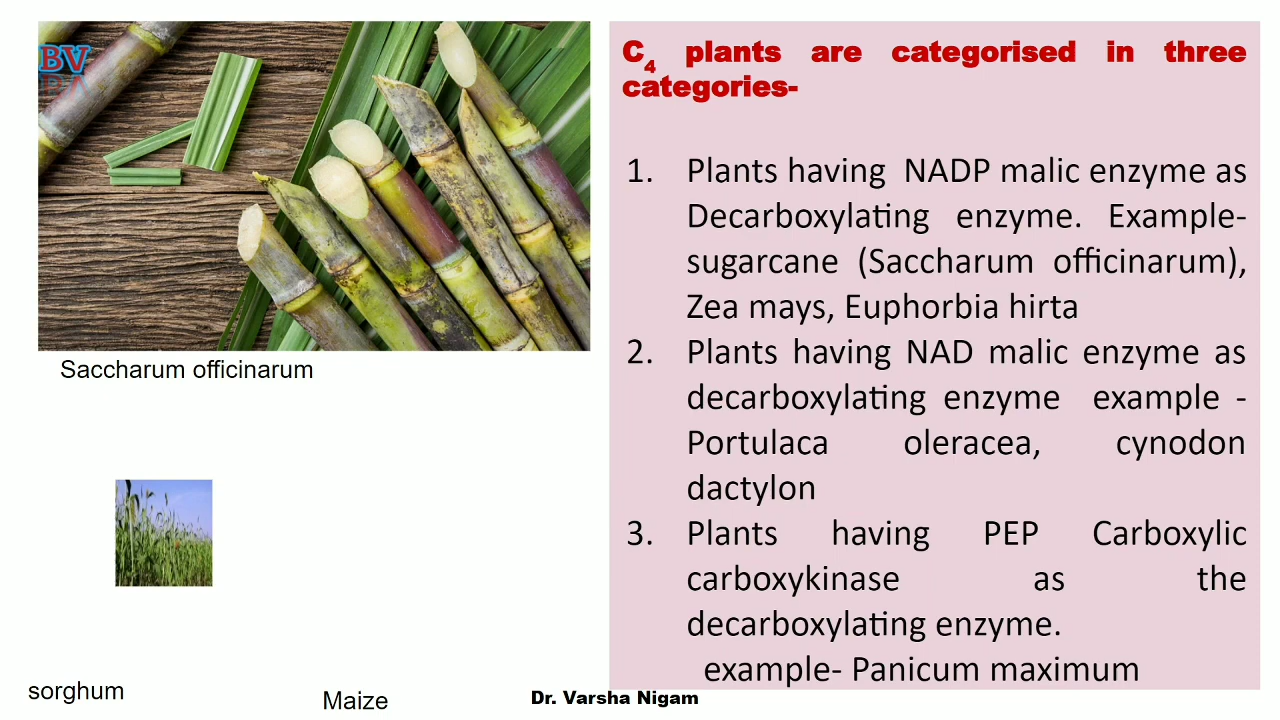 BV
RA
C4 plants are categorised in three
categories-
1. Plants having NADP malic enzyme as
Decarboxylating enzyme. Example-
sugarcane (Saccharum officinarum),
Zea mays, Euphorbia hirta
2. Plants having NAD malic enzyme as
decarboxylating enzyme example -
Portulaca oleracea, cynodon
dactylon
3. Plants having PEP Carboxylic
carboxykinase as the
decarboxylating enzyme.
example- Panicum maximum
Saccharum officinarum
sorghum
Maize
Dr. Varsha Nigam